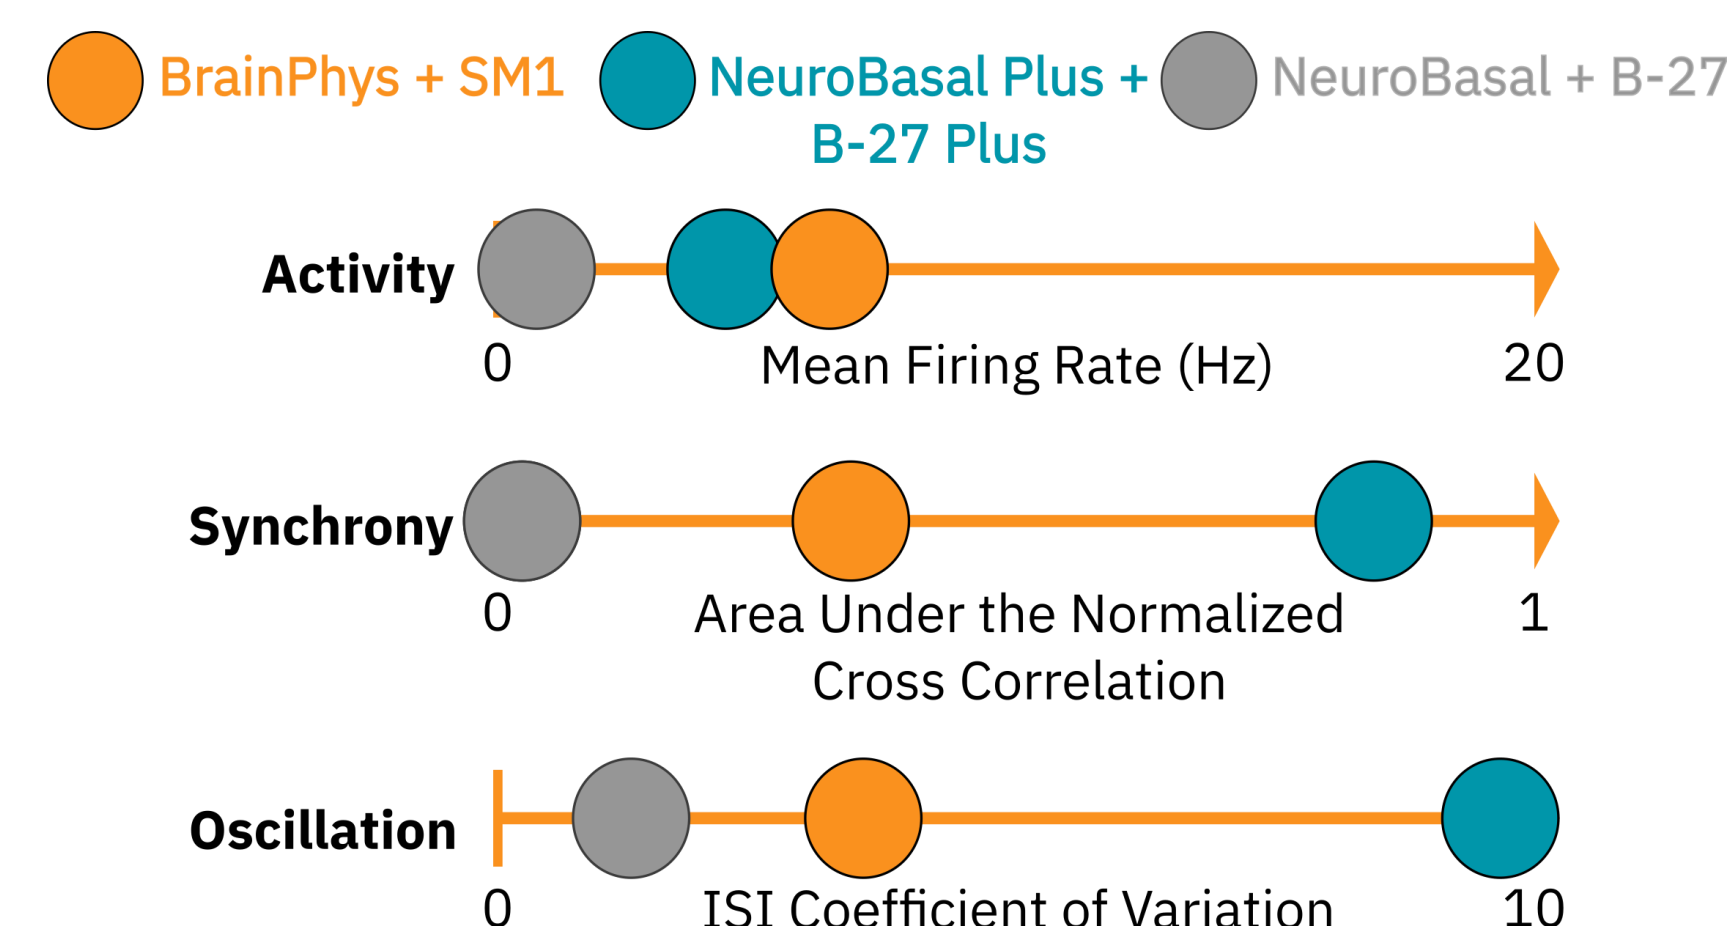 BrainPhys + SM1
NeuroBasal Plus +
B-27 Plus
NeuroBasal + B-27
Activity
0
Mean Firing Rate (Hz)
20
Synchrony
0
Area Under the Normalized
Cross Correlation
1
Oscillation
0
ISI Coefficient of Variation
10